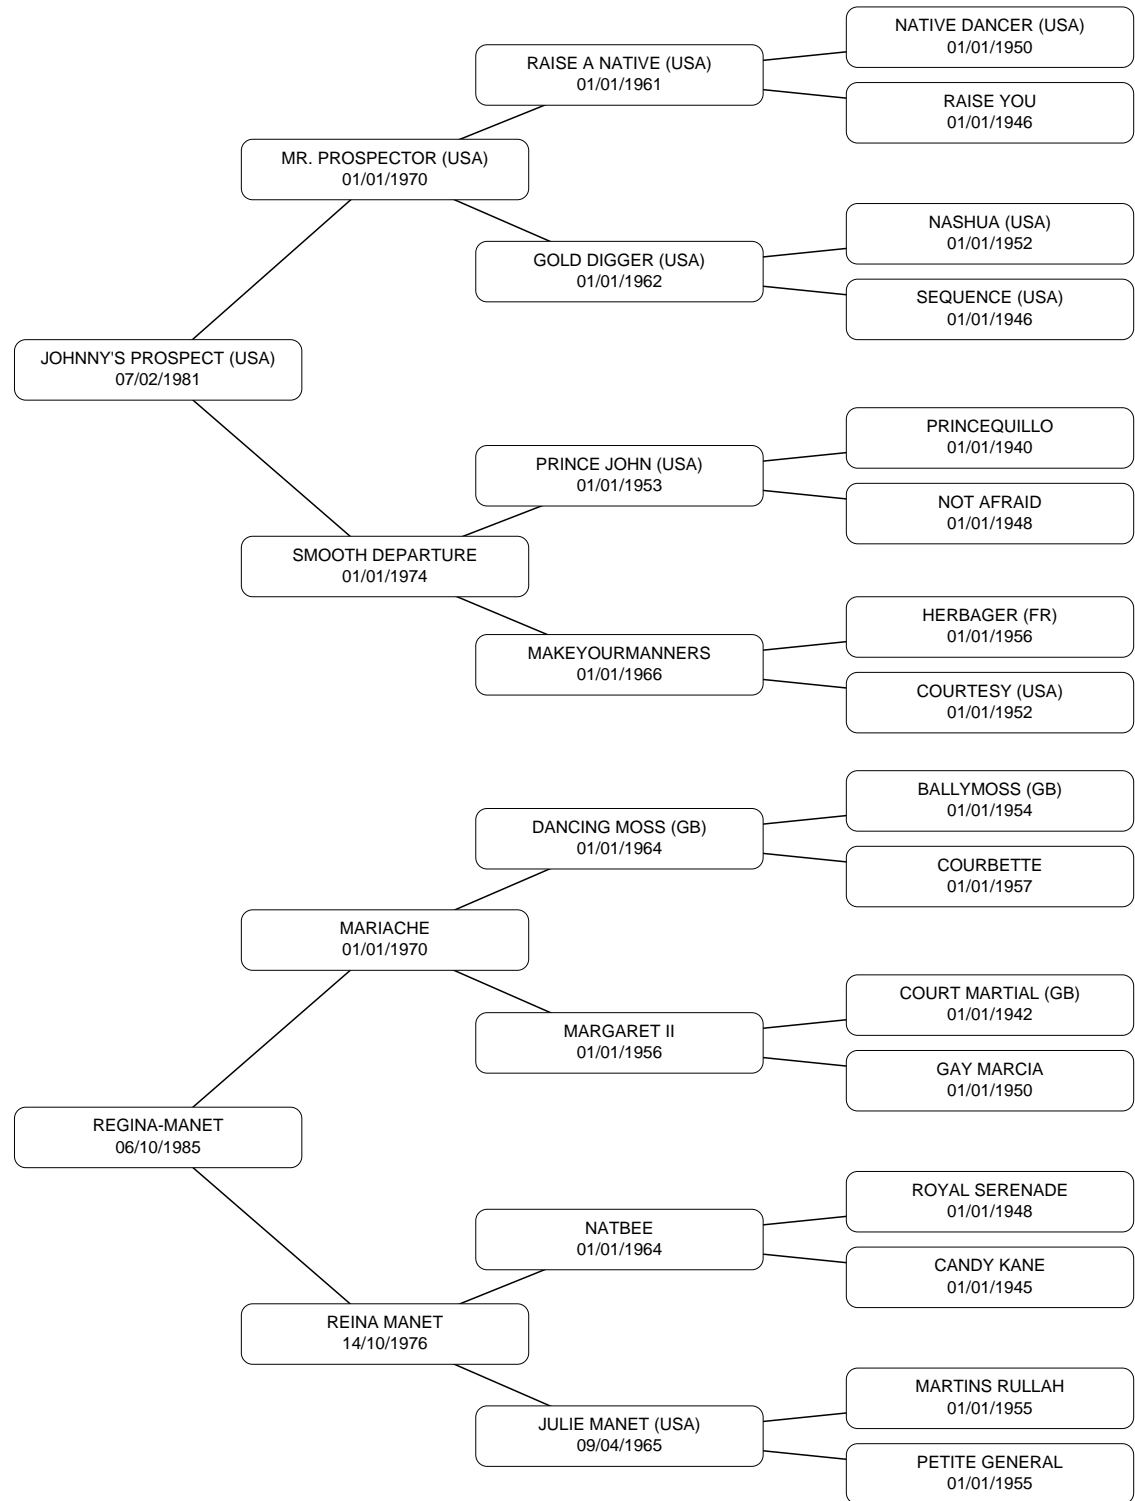 NATIVE DANCER (USA)
01/01/1950
RAISE A NATIVE (USA)
01/01/1961
RAISE YOU
01/01/1946
MR. PROSPECTOR (USA)
01/01/1970
NASHUA (USA)
01/01/1952
GOLD DIGGER (USA)
01/01/1962
SEQUENCE (USA)
01/01/1946
JOHNNY'S PROSPECT (USA)
07/02/1981
PRINCEQUILLO
01/01/1940
PRINCE JOHN (USA)
01/01/1953
NOT AFRAID
01/01/1948
SMOOTH DEPARTURE
01/01/1974
HERBAGER (FR)
01/01/1956
MAKEYOURMANNERS
01/01/1966
COURTESY (USA)
01/01/1952
BALLYMOSS (GB)
01/01/1954
DANCING MOSS (GB)
01/01/1964
COURBETTE
01/01/1957
MARIACHE
01/01/1970
COURT MARTIAL (GB)
01/01/1942
MARGARET II
01/01/1956
GAY MARCIA
01/01/1950
REGINA-MANET
06/10/1985
ROYAL SERENADE
01/01/1948
NATBEE
01/01/1964
CANDY KANE
01/01/1945
REINA MANET
14/10/1976
MARTINS RULLAH
01/01/1955
JULIE MANET (USA)
09/04/1965
PETITE GENERAL
01/01/1955